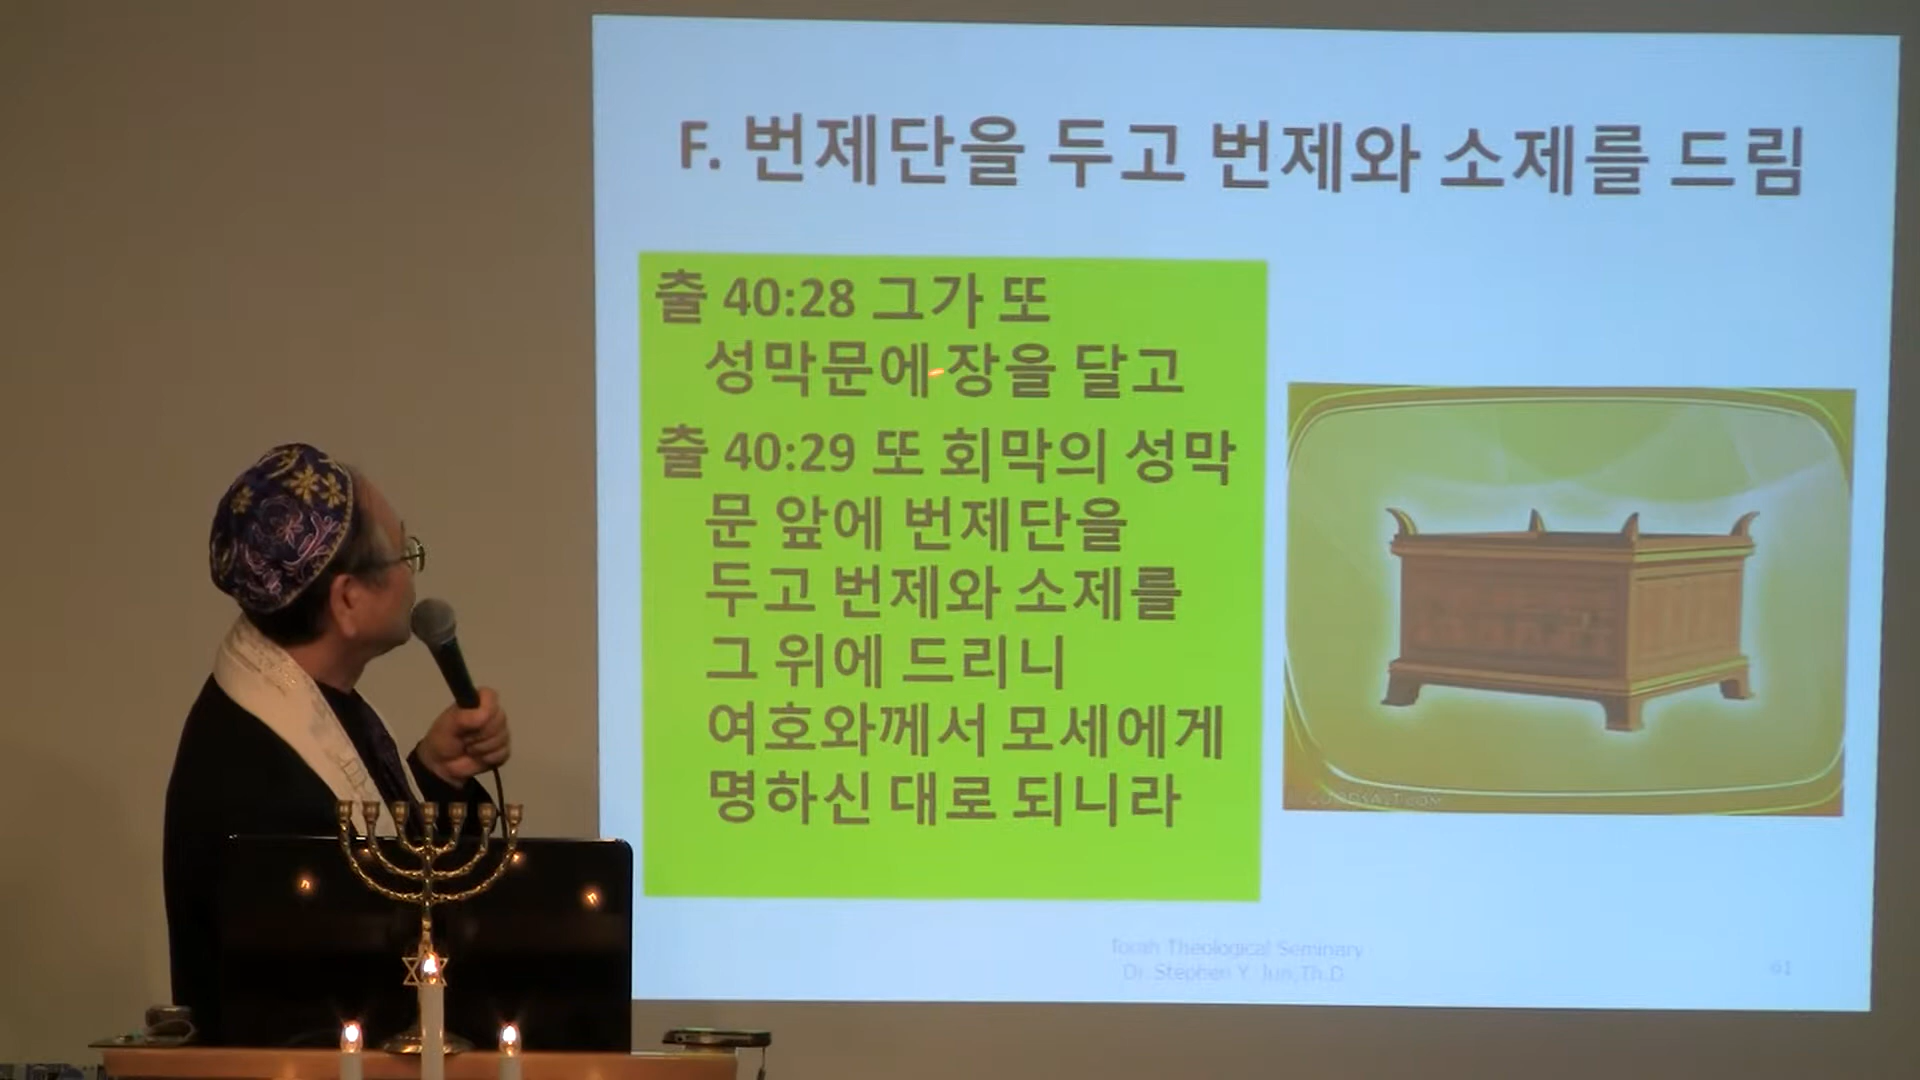 F. 번제단을 두고 번제와 소제를 드림
출 40:28 그가 또
성막문에 장을 달고
출 40:29 또 회막의 성막
문 앞에 번제단을
두고 번제와 소제를
그 위에 드리니
여호와께서 모세에게
명하신 대로 되니라
GOODSALT.COM
Torah Theological Seminary
Dr. Stephen Y. Jun,Th.D
61